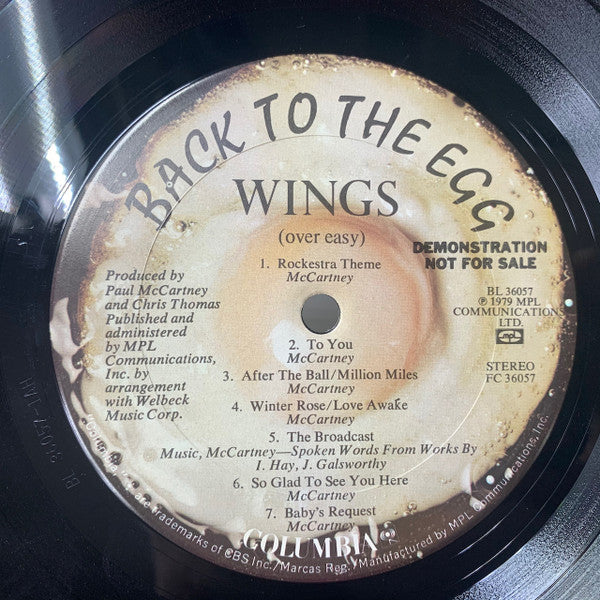 BACK TO THE EGG
WINGS
(over easy)
DEMONSTRATION
NOT FOR SALE
1. Rockestra Theme
McCartney
Produced by
Paul McCartney
and Chris Thomas
Published and
administered
by MPL
Communications,
Inc. by
arrangement
with Welbeck
Music Corp.
BL 36057
℗ 1979 MPL
COMMUNICATIONS
LTD.
mpl
STEREO
FC 36057
2. To You
McCartney
3. After The Ball/Million Miles
McCartney
4. Winter Rose/Love Awake
McCartney
5. The Broadcast
Music, McCartney—Spoken Words From Works By
I. Hay, J. Galsworthy
6. So Glad To See You Here
McCartney
7. Baby's Request
McCartney
COLUMBIA
are trademarks of CBS Inc./Marcas Reg./Manufactured by MPL Communications, Inc.